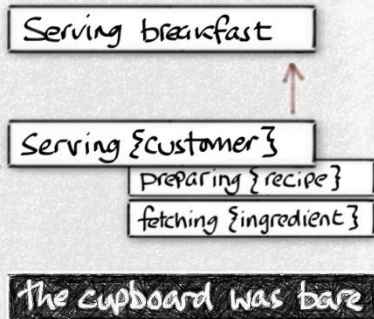 Serving breakfast
Serving {customer}
preparing {recipe}
fetching {ingredient}
the cupboard was bare